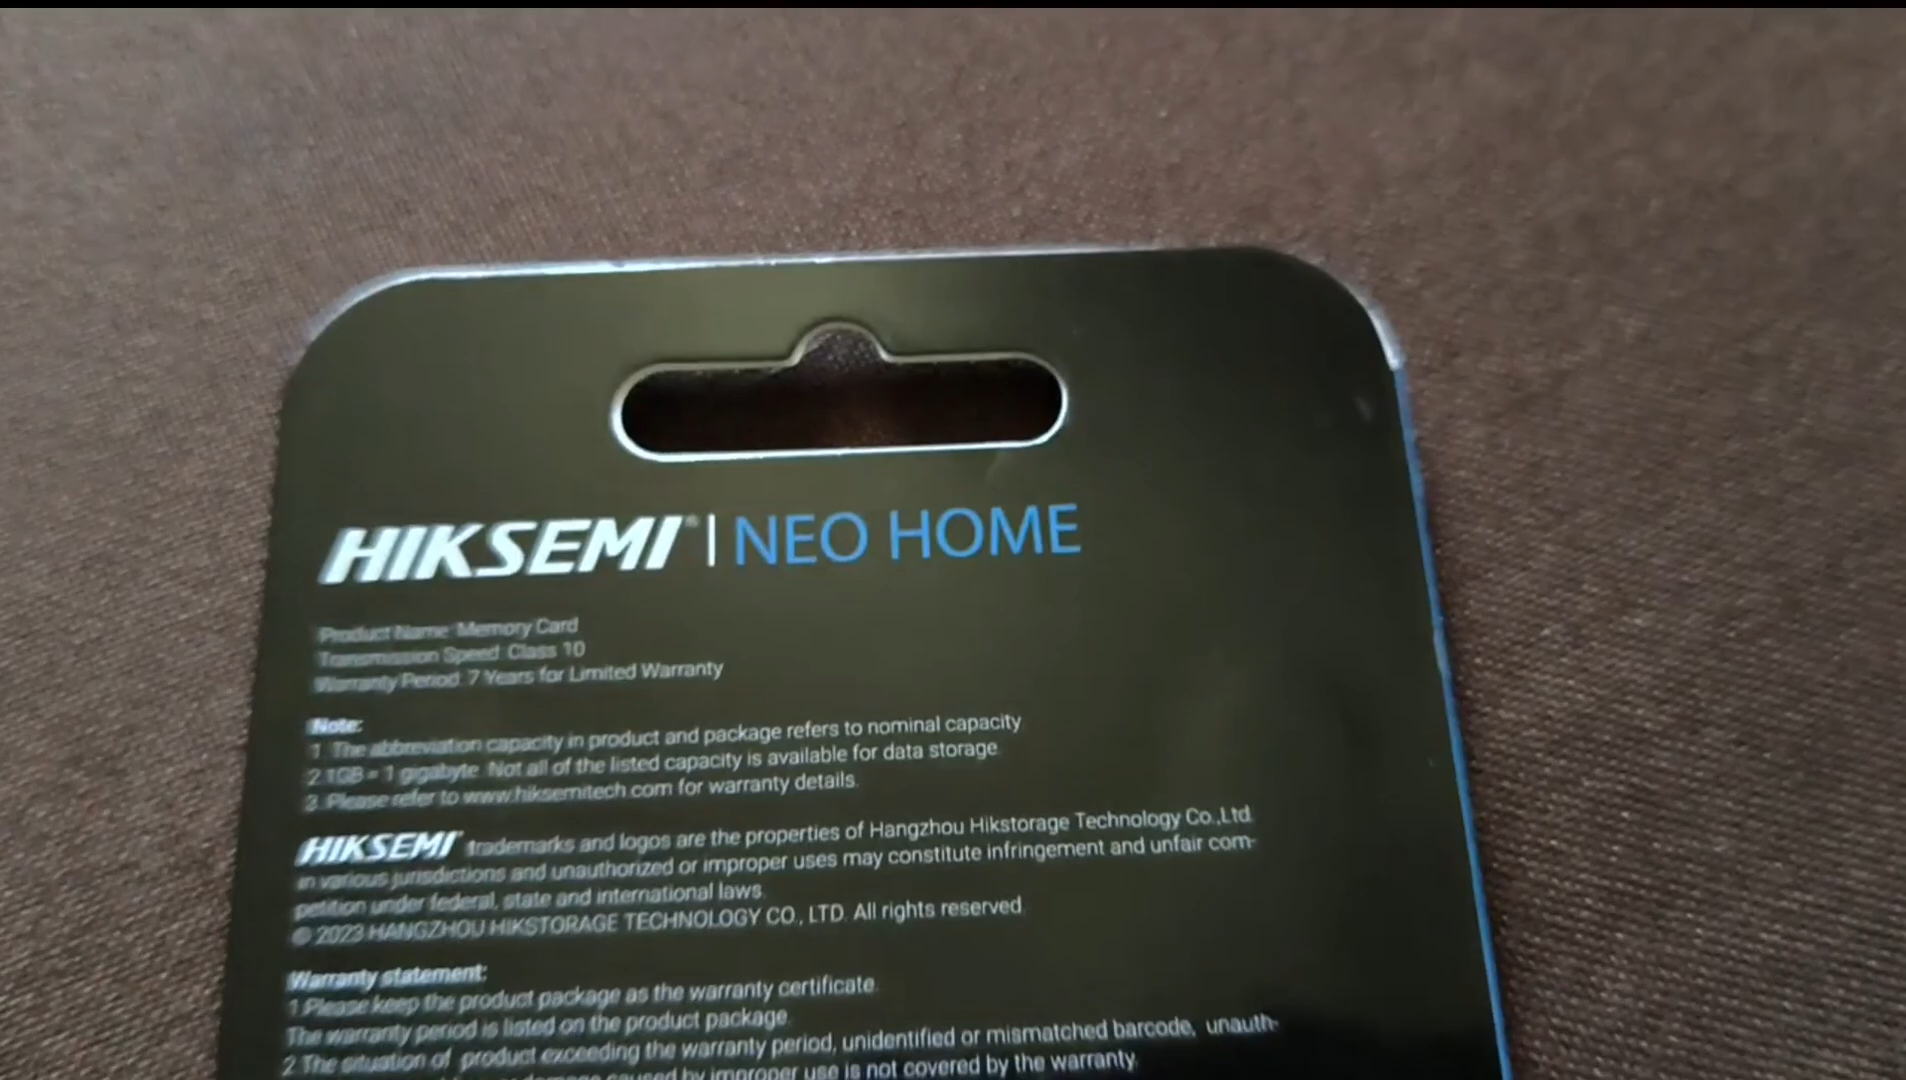 HIKSEMI® | NEO HOME
Product Name: Memory Card
Transmission Speed: Class 10
Warranty Period: 7 Years for Limited Warranty
Note:
1. The abbreviation capacity in product and package refers to nominal capacity.
2.1GB = 1 gigabyte. Not all of the listed capacity is available for data storage.
3. Please refer to www.hiksemitech.com for warranty details.
HIKSEMI trademarks and logos are the properties of Hangzhou Hikstorage Technology Co.,Ltd.
in various jurisdictions and unauthorized or improper uses may constitute infringement and unfair com-
petition under federal, state and international laws.
© 2023 HANGZHOU HIKSTORAGE TECHNOLOGY CO., LTD. All rights reserved.
Warranty statement:
1.Please keep the product package as the warranty certificate.
The warranty period is listed on the product package.
2.The situation of product exceeding the warranty period, unidentified or mismatched barcode, unauth-
damage caused by improper use is not covered by the warranty.